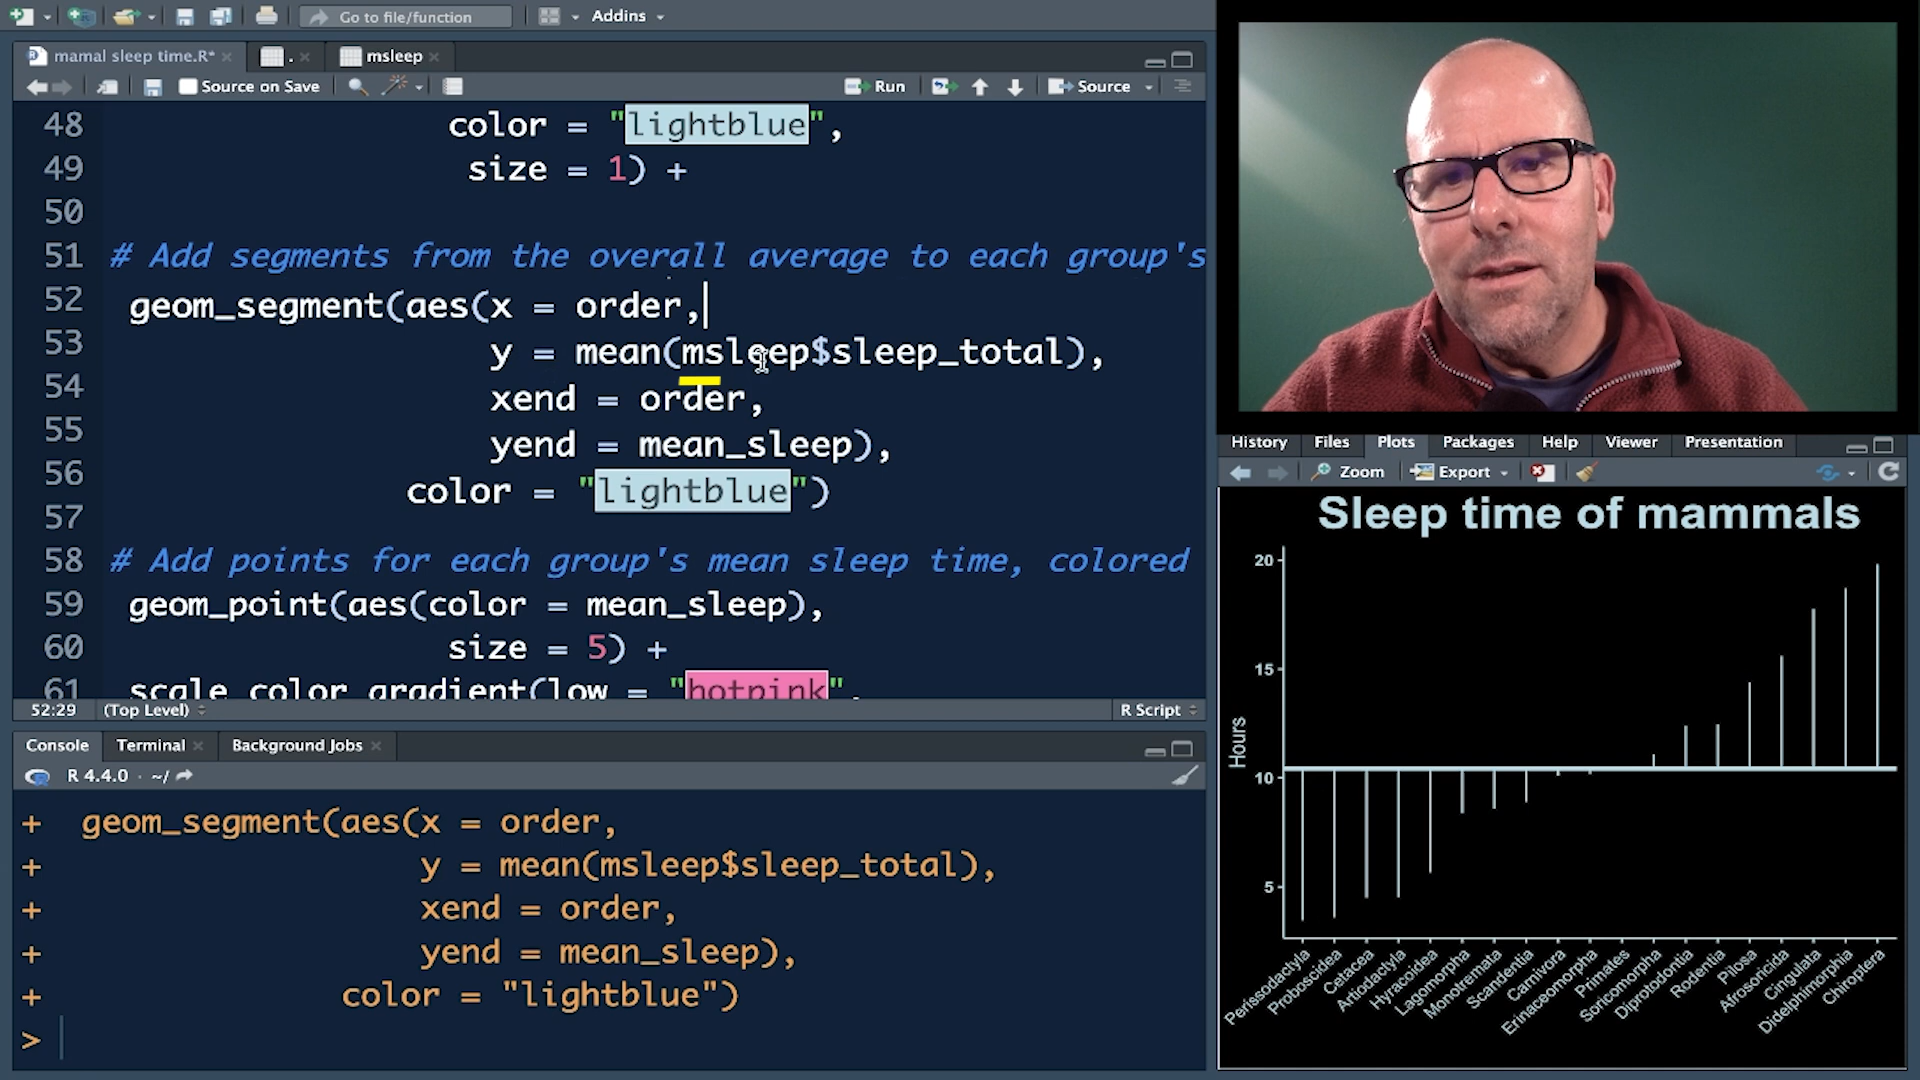 Go to file/function
Addins
mamal sleep time.R*
.
msleep
Source on Save
Run
Source
48 color = "lightblue",
49 size = 1) +
50
51 # Add segments from the overall average to each group's
52 geom_segment(aes(x = order,
53 y = mean(msleep$sleep_total),
54 xend = order,
55 yend = mean_sleep),
56 color = "lightblue")
57
58 # Add points for each group's mean sleep time, colored
59 geom_point(aes(color = mean_sleep),
60 size = 5) +
61 scale_color_gradient(low = "hotpink",
52:29 (Top Level) R Script
Console Terminal Background Jobs
R 4.4.0 · ~/
+ geom_segment(aes(x = order,
+ y = mean(msleep$sleep_total),
+ xend = order,
+ yend = mean_sleep),
+ color = "lightblue")
>
History Files Plots Packages Help Viewer Presentation
Zoom Export
Sleep time of mammals
20
15
10
5
Hours
Perissodactyla
Proboscidea
Cetacea
Artiodactyla
Hyracoidea
Lagomorpha
Monotremata
Scandentia
Carnivora
Erinaceomorpha
Primates
Soricomorpha
Diprotodontia
Rodentia
Pilosa
Afrosoricida
Cingulata
Didelphimorphia
Chiroptera